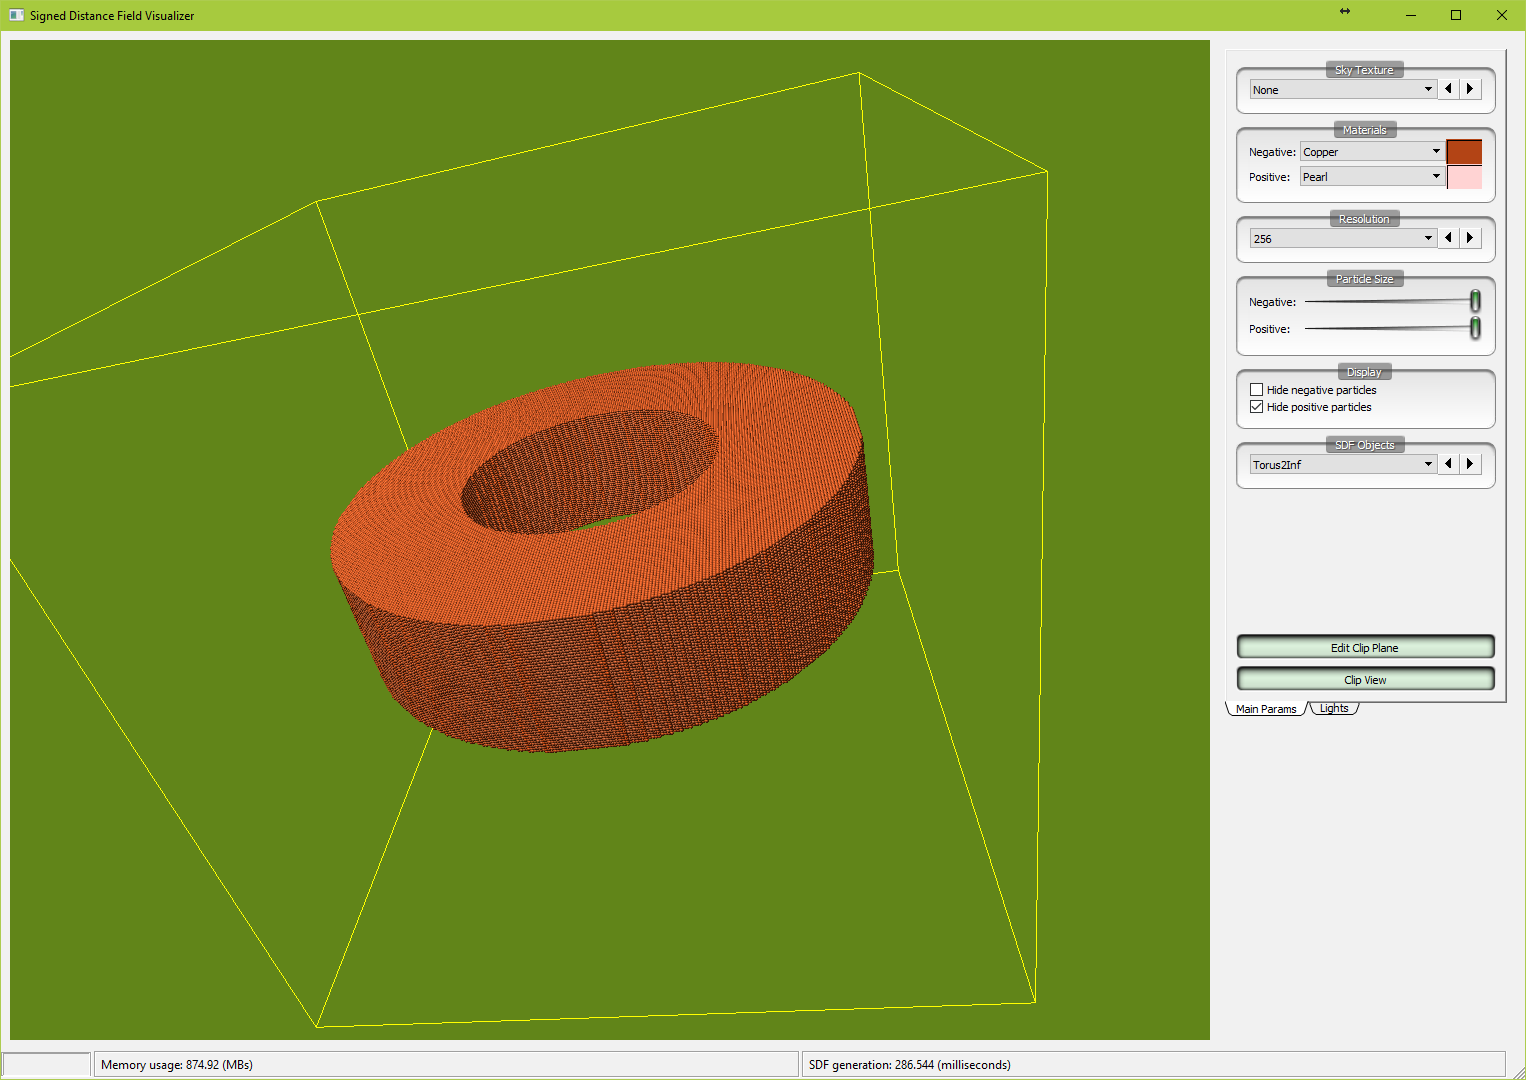 Signed Distance Field Visualizer
Sky Texture
None
Materials
Negative: Copper
Positive: Pearl
Resolution
256
Particle Size
Negative:
Positive:
Display
Hide negative particles
Hide positive particles
SDF Objects
Torus2Inf
Edit Clip Plane
Clip View
Main Params Lights
Memory usage: 874.92 (MBs) SDF generation: 286.544 (milliseconds)